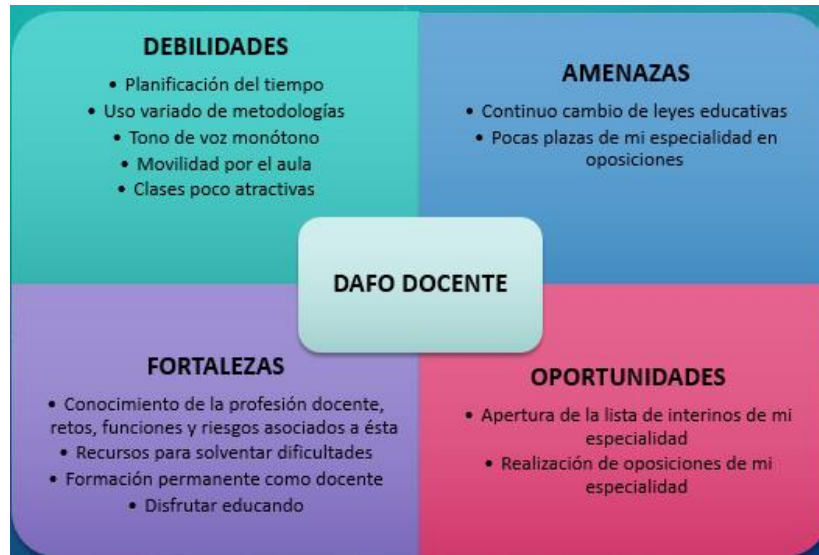 DEBILIDADES
• Planificación del tiempo
• Uso variado de metodologías
• Tono de voz monótono
• Movilidad por el aula
• Clases poco atractivas
AMENAZAS
• Continuo cambio de leyes educativas
• Pocas plazas de mi especialidad en
oposiciones
DAFO DOCENTE
FORTALEZAS
• Conocimiento de la profesión docente,
retos, funciones y riesgos asociados a ésta
• Recursos para solventar dificultades
• Formación permanente como docente
• Disfrutar educando
OPORTUNIDADES
• Apertura de la lista de interinos de mi
especialidad
• Realización de oposiciones de mi
especialidad